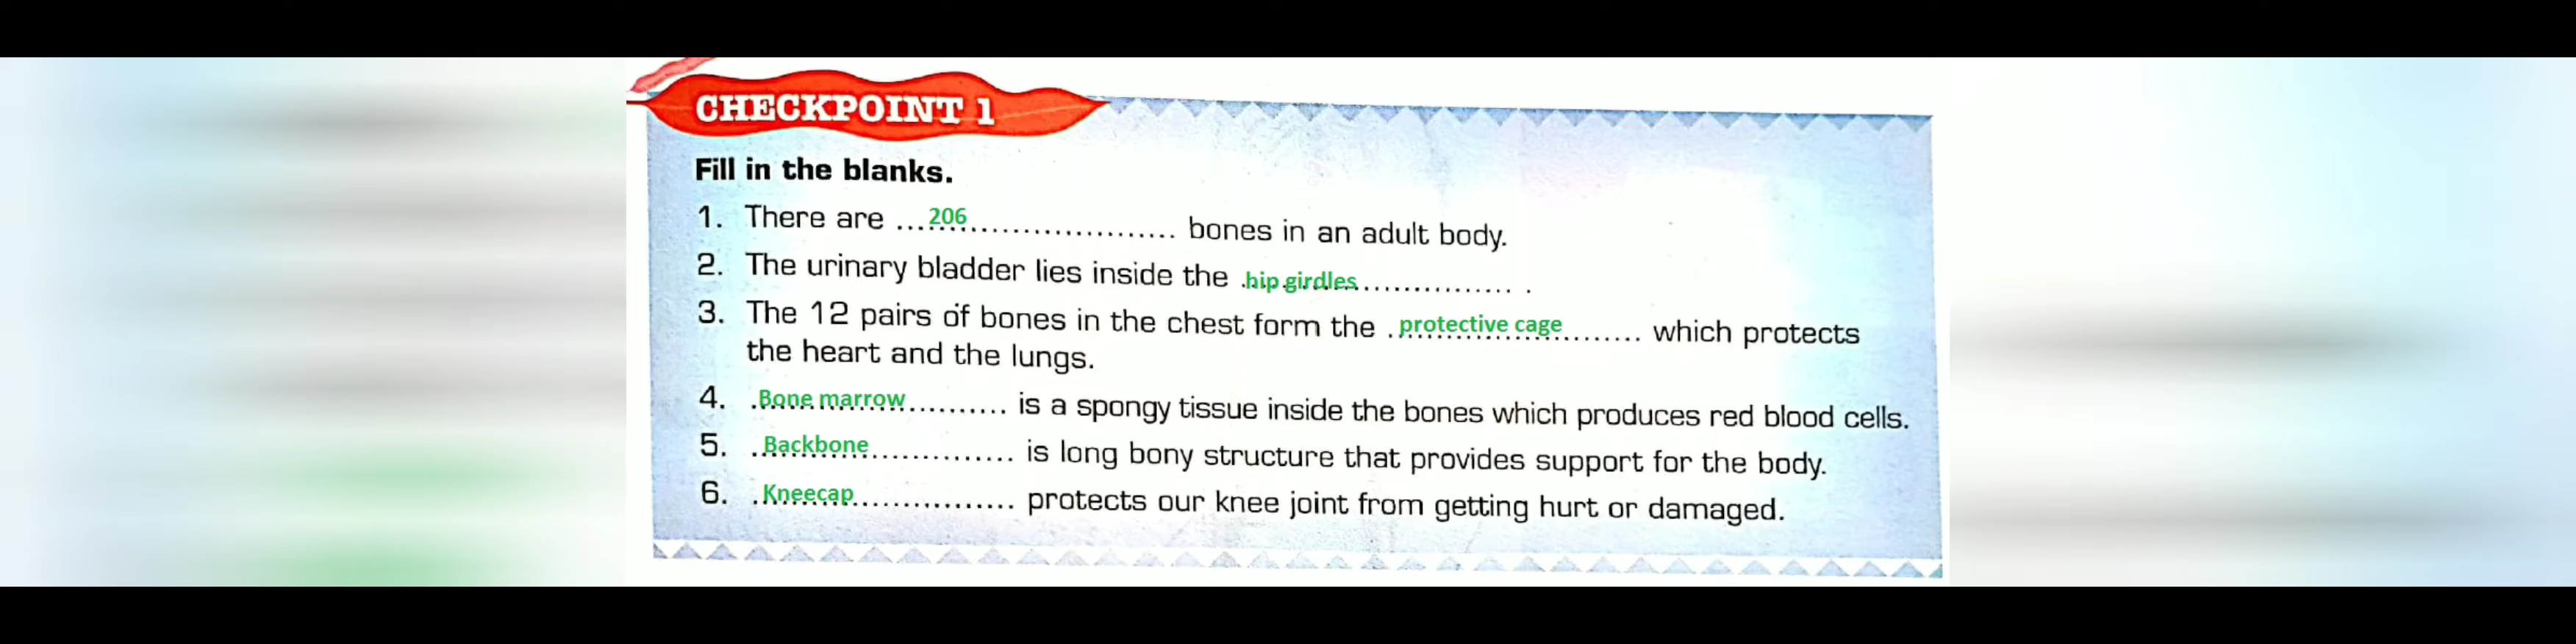 CHECKPOINT 1
Fill in the blanks.
1. There are ...206........................ bones in an adult body.
2. The urinary bladder lies inside the .hip girdles................ .
3. The 12 pairs of bones in the chest form the .protective cage........ which protects
the heart and the lungs.
4. .Bone marrow.......... is a spongy tissue inside the bones which produces red blood cells.
5. .Backbone.............. is long bony structure that provides support for the body.
6. .Kneecap................ protects our knee joint from getting hurt or damaged.